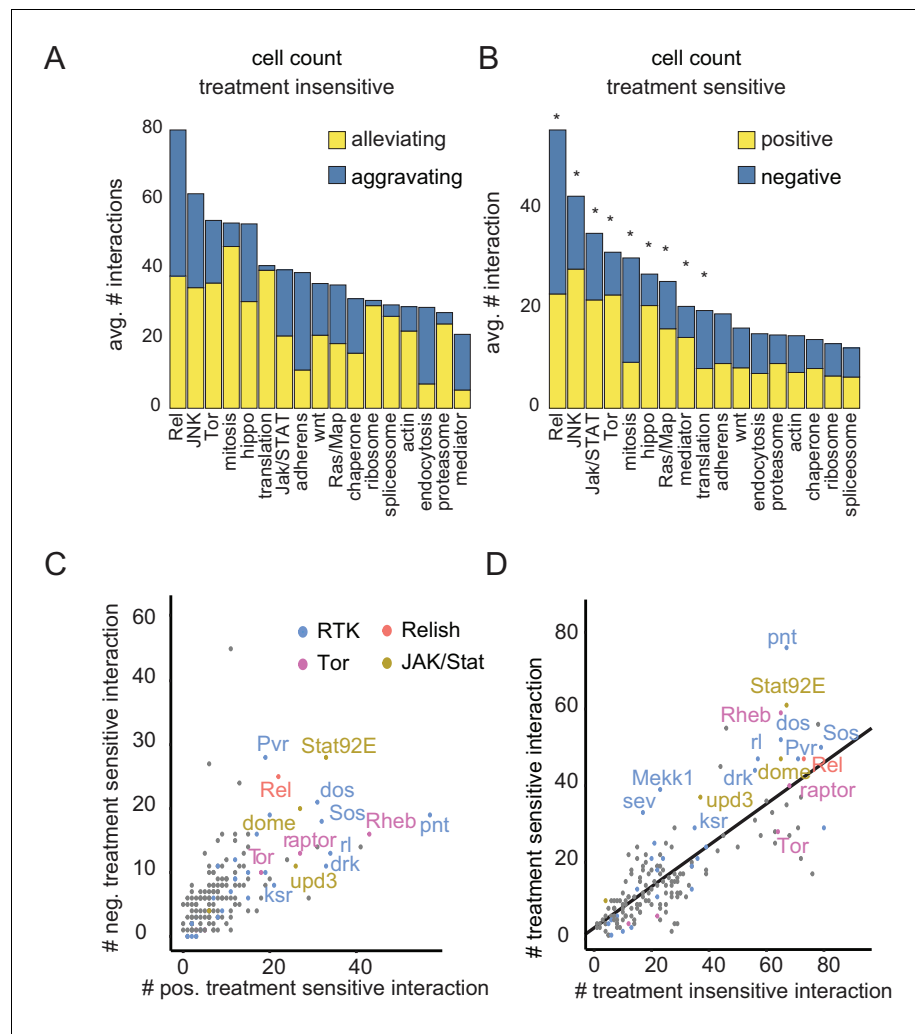 A
cell count
treatment insensitive
avg. # interactions
80
60
40
20
0
alleviating
aggravating
Rel
JNK
Tor
mitosis
hippo
translation
Jak/STAT
adherens
wnt
Ras/Map
chaperone
ribosome
spliceosome
actin
endocytosis
proteasome
mediator
B
cell count
treatment sensitive
avg. # interaction
40
20
0
positive
negative
* * * * * * * * *
Rel
JNK
Jak/STAT
Tor
mitosis
hippo
Ras/Map
mediator
translation
adherens
wnt
endocytosis
proteasome
actin
chaperone
ribosome
spliceosome
C
# neg. treatment sensitive interaction
60
40
30
20
10
0
RTK
Relish
Tor
JAK/Stat
Pvr
Stat92E
Rel
dos
dome
Sos
raptor
Rheb
pnt
Tor
rl
drk
upd3
ksr
0
20
40
# pos. treatment sensitive interaction
D
# treatment sensitive interaction
80
60
40
20
0
pnt
Stat92E
Rheb
dos
Sos
rl
Pvr
Rel
Mekk1
drk
dome
sev
upd3
raptor
ksr
Tor
0
20
40
60
80
# treatment insensitive interaction